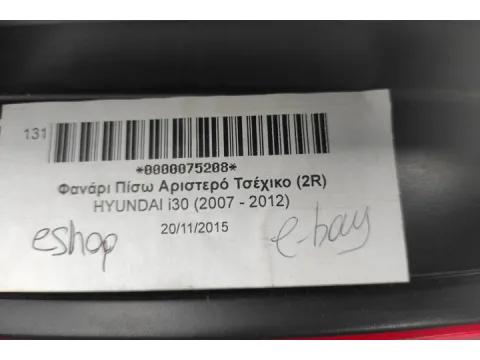 131
*0000075208*
Φανάρι Πίσω Αριστερό Τσέχικο (2R)
HYUNDAI i30 (2007 - 2012)
20/11/2015
eshop
e-bay